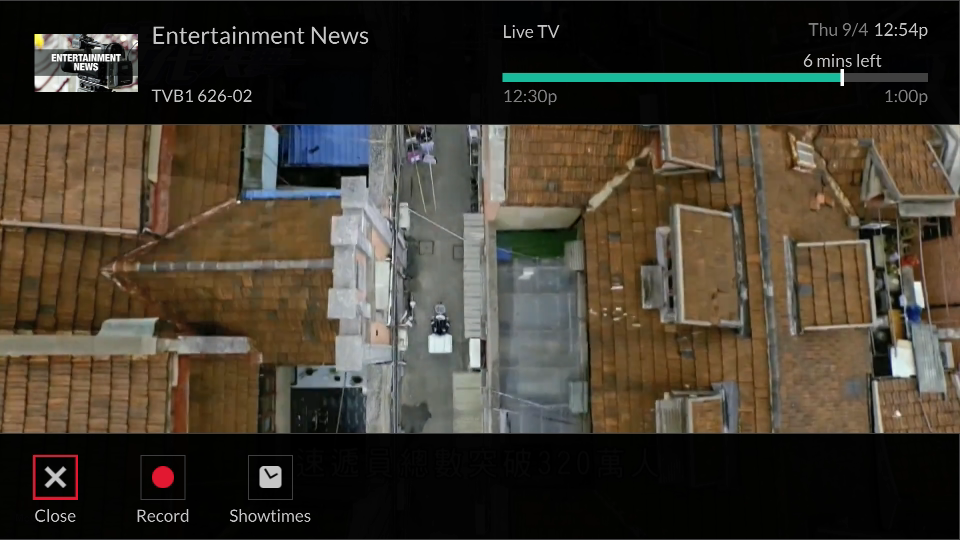 ENTERTAINMENT
NEWS
Entertainment News
TVB1 626-02
Live TV
Thu 9/4 12:54p
6 mins left
12:30p
1:00p
速遞員總數突破320萬人
Close
Record
Showtimes